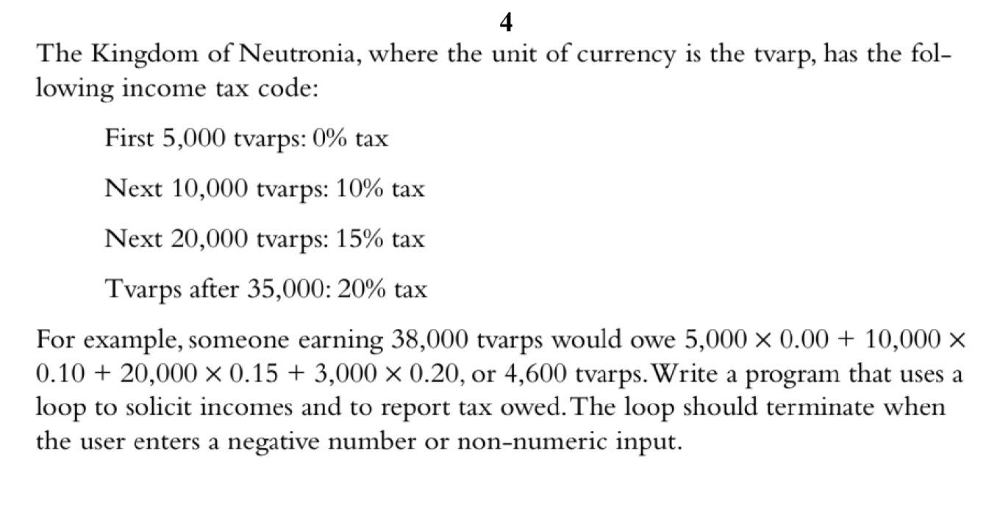 4
The Kingdom of Neutronia, where the unit of currency is the tvarp, has the fol-
lowing income tax code:
First 5,000 tvarps: 0% tax
Next 10,000 tvarps: 10% tax
Next 20,000 tvarps: 15% tax
Tvarps after 35,000: 20% tax
For example, someone earning 38,000 tvarps would owe 5,000 × 0.00 + 10,000 ×
0.10 + 20,000 × 0.15 + 3,000 × 0.20, or 4,600 tvarps. Write a program that uses a
loop to solicit incomes and to report tax owed. The loop should terminate when
the user enters a negative number or non-numeric input.